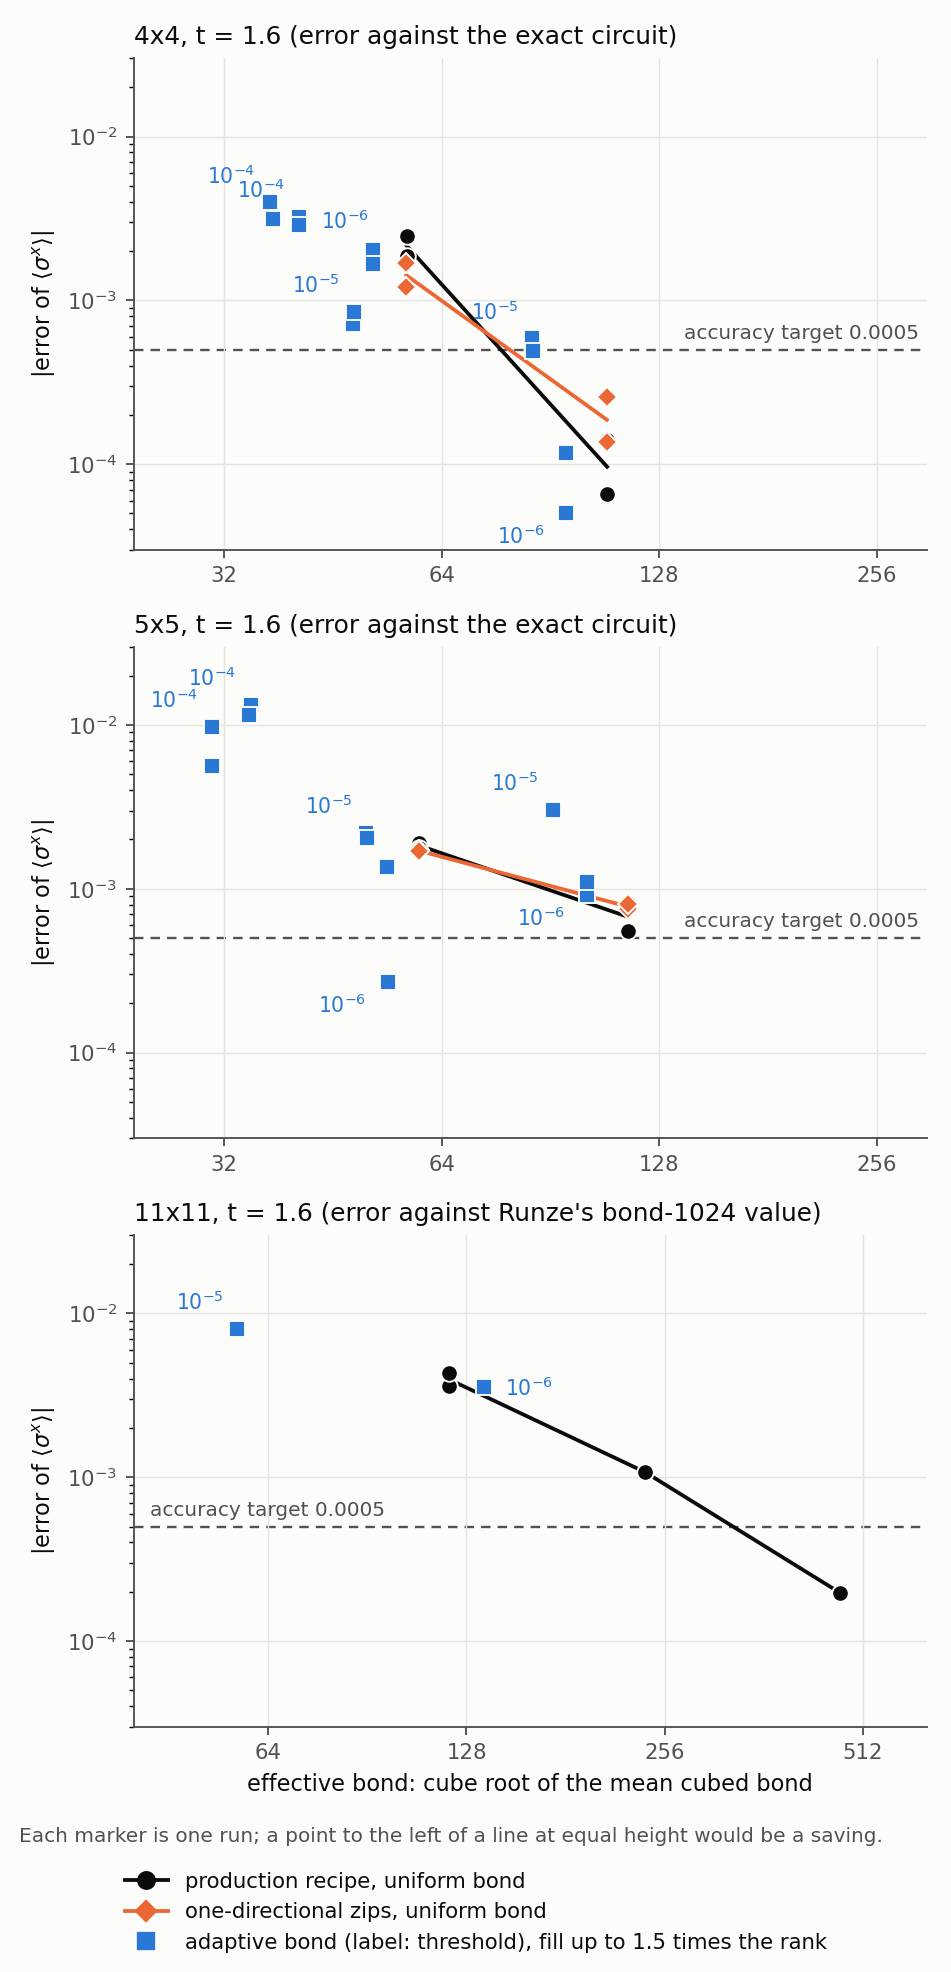 4x4, t = 1.6 (error against the exact circuit)
10⁻²
10⁻⁴
10⁻⁴
10⁻⁶
|error of ⟨σˣ⟩|
10⁻³
10⁻⁵
10⁻⁵
accuracy target 0.0005
10⁻⁴
10⁻⁶
32 64 128 256
5x5, t = 1.6 (error against the exact circuit)
10⁻⁴
10⁻⁴
10⁻²
10⁻⁵
10⁻⁵
|error of ⟨σˣ⟩|
10⁻³
10⁻⁶
accuracy target 0.0005
10⁻⁶
10⁻⁴
32 64 128 256
11x11, t = 1.6 (error against Runze's bond-1024 value)
10⁻⁵
10⁻²
10⁻⁶
|error of ⟨σˣ⟩|
10⁻³
accuracy target 0.0005
10⁻⁴
64 128 256 512
effective bond: cube root of the mean cubed bond
Each marker is one run; a point to the left of a line at equal height would be a saving.
production recipe, uniform bond
one-directional zips, uniform bond
adaptive bond (label: threshold), fill up to 1.5 times the rank